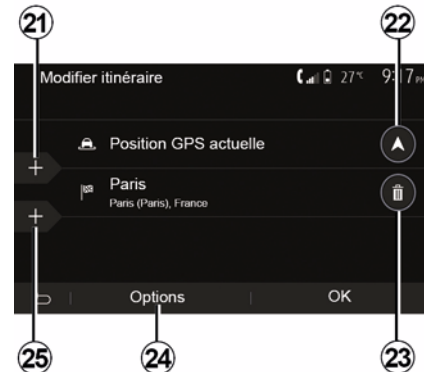 21
22
Modifier itinéraire
27°C
9:17 PM
Position GPS actuelle
Paris
Paris (Paris), France
Options
OK
25
24
23